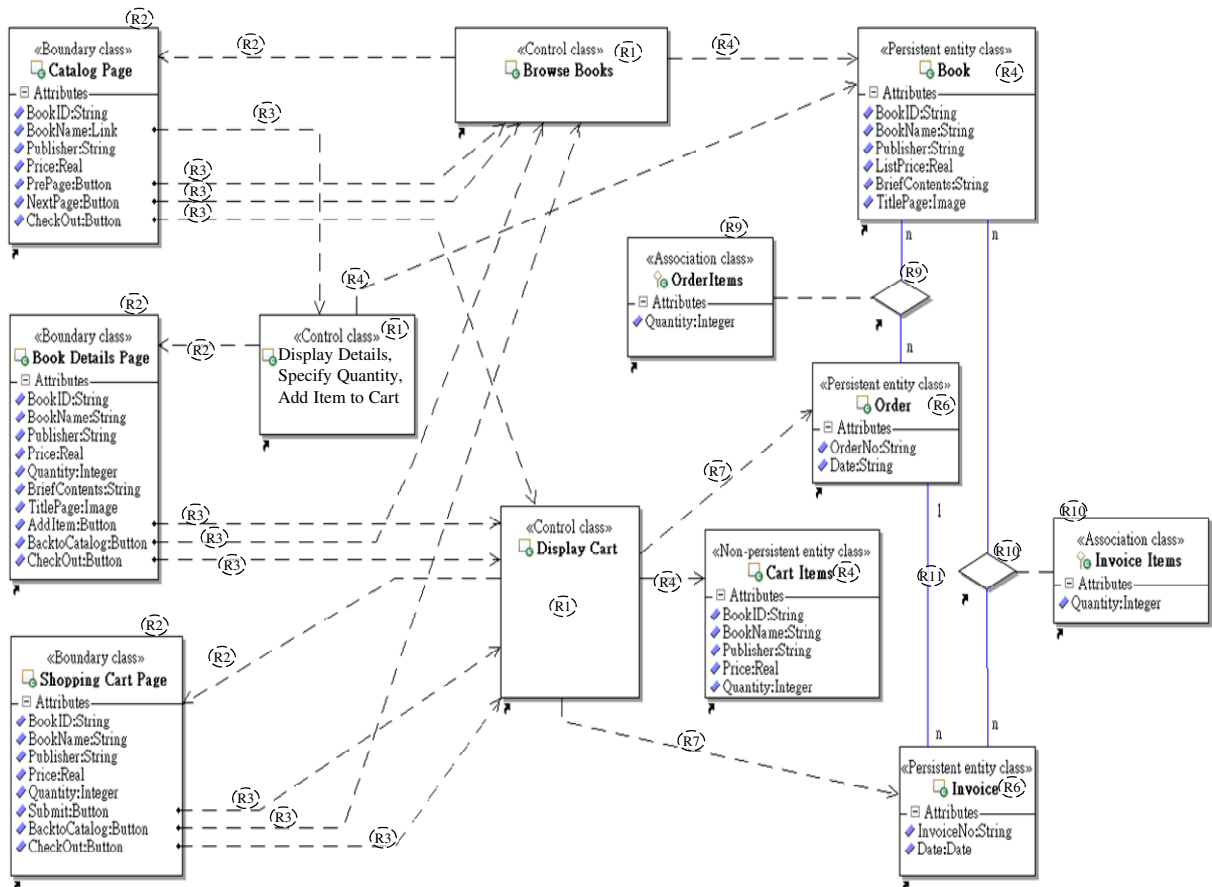 (R2)
«Boundary class»
Catalog Page
Attributes
BookID:String
BookName:Link
Publisher:String
Price:Real
PrePage:Button
NextPage:Button
CheckOut:Button
(R2)
(R3)
(R3)
(R3)
(R3)
«Control class»
(R1)
Browse Books
(R4)
«Persistent entity class»
Book
(R4)
Attributes
BookID:String
BookName:String
Publisher:String
ListPrice:Real
BriefContents:String
TitlePage:Image
n
n
(R9)
«Association class»
OrderItems
Attributes
Quantity:Integer
(R9)
n
(R4)
(R2)
«Boundary class»
Book Details Page
Attributes
BookID:String
BookName:String
Publisher:String
Price:Real
Quantity:Integer
BriefContents:String
TitlePage:Image
AddItem:Button
BacktoCatalog:Button
CheckOut:Button
(R2)
«Control class»
(R1)
Display Details,
Specify Quantity,
Add Item to Cart
(R3)
(R3)
(R3)
«Persistent entity class»
Order
(R6)
Attributes
OrderNo:String
Date:String
(R7)
1
(R11)
«Control class»
Display Cart
(R1)
(R4)
«Non-persistent entity class»
Cart Items
(R4)
Attributes
BookID:String
BookName:String
Publisher:String
Price:Real
Quantity:Integer
(R10)
(R10)
«Association class»
Invoice Items
Attributes
Quantity:Integer
(R2)
«Boundary class»
Shopping Cart Page
Attributes
BookID:String
BookName:String
Publisher:String
Price:Real
Quantity:Integer
Submit:Button
BacktoCatalog:Button
CheckOut:Button
(R2)
(R3)
(R3)
(R3)
(R7)
n
n
«Persistent entity class»
Invoice
(R6)
Attributes
InvoiceNo:String
Date:Date